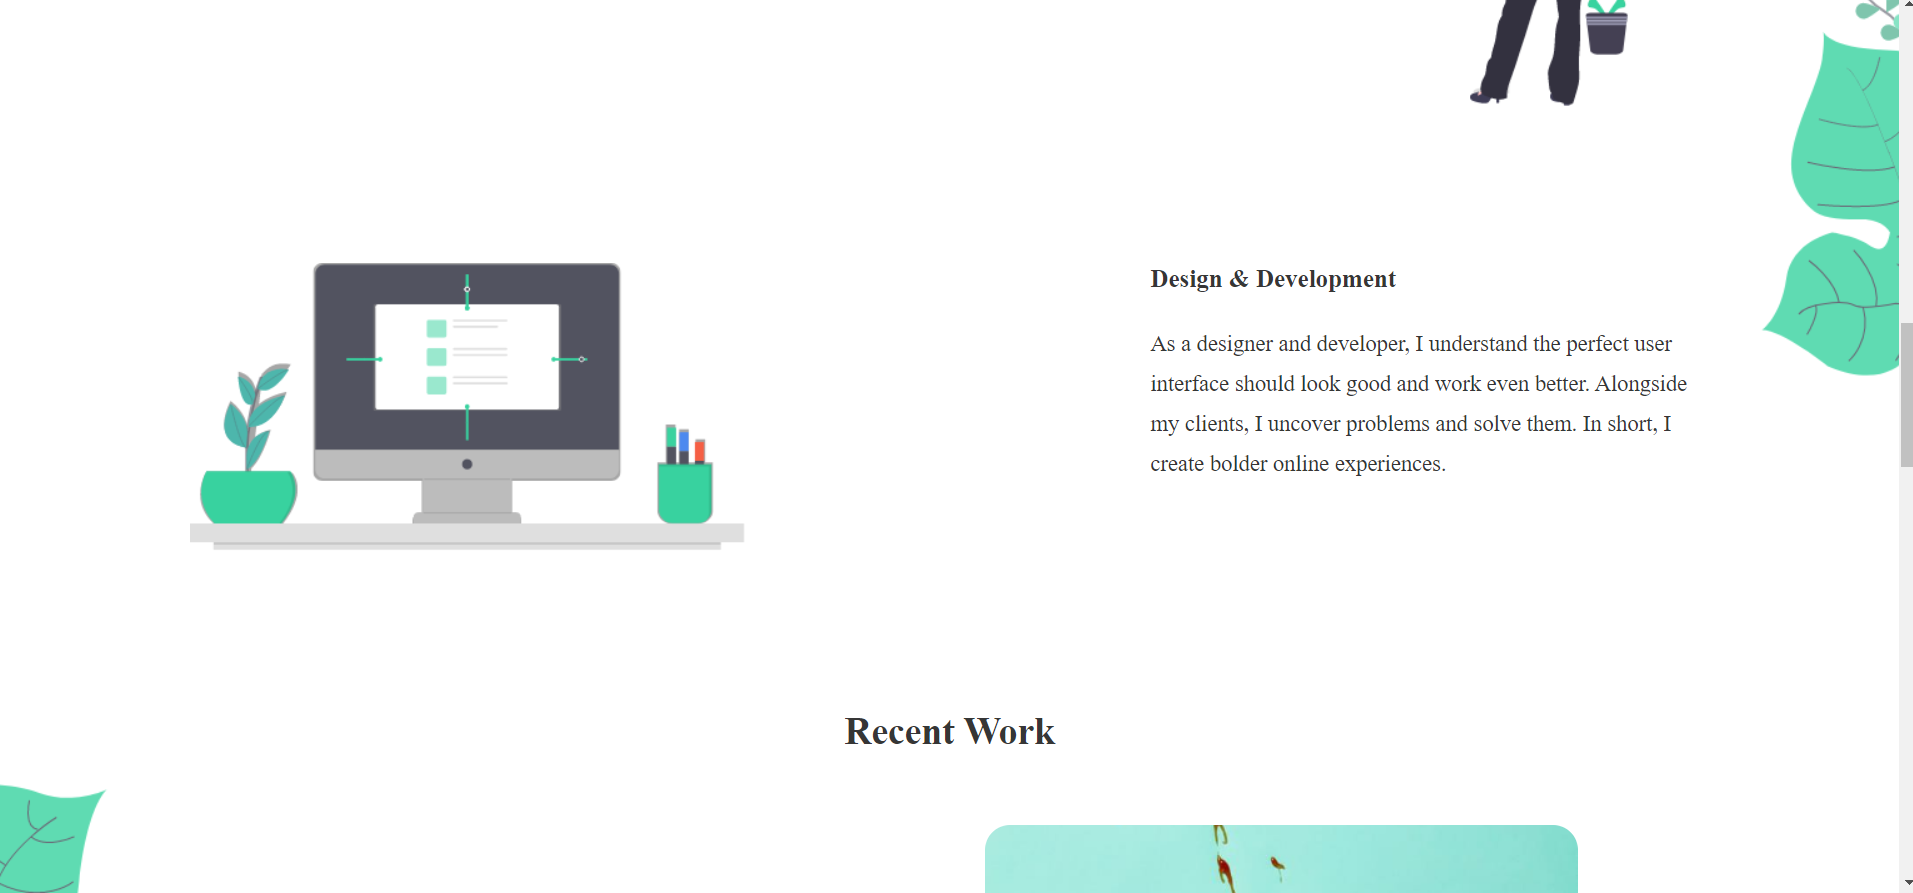 Design & Development
As a designer and developer, I understand the perfect user
interface should look good and work even better. Alongside
my clients, I uncover problems and solve them. In short, I
create bolder online experiences.
Recent Work